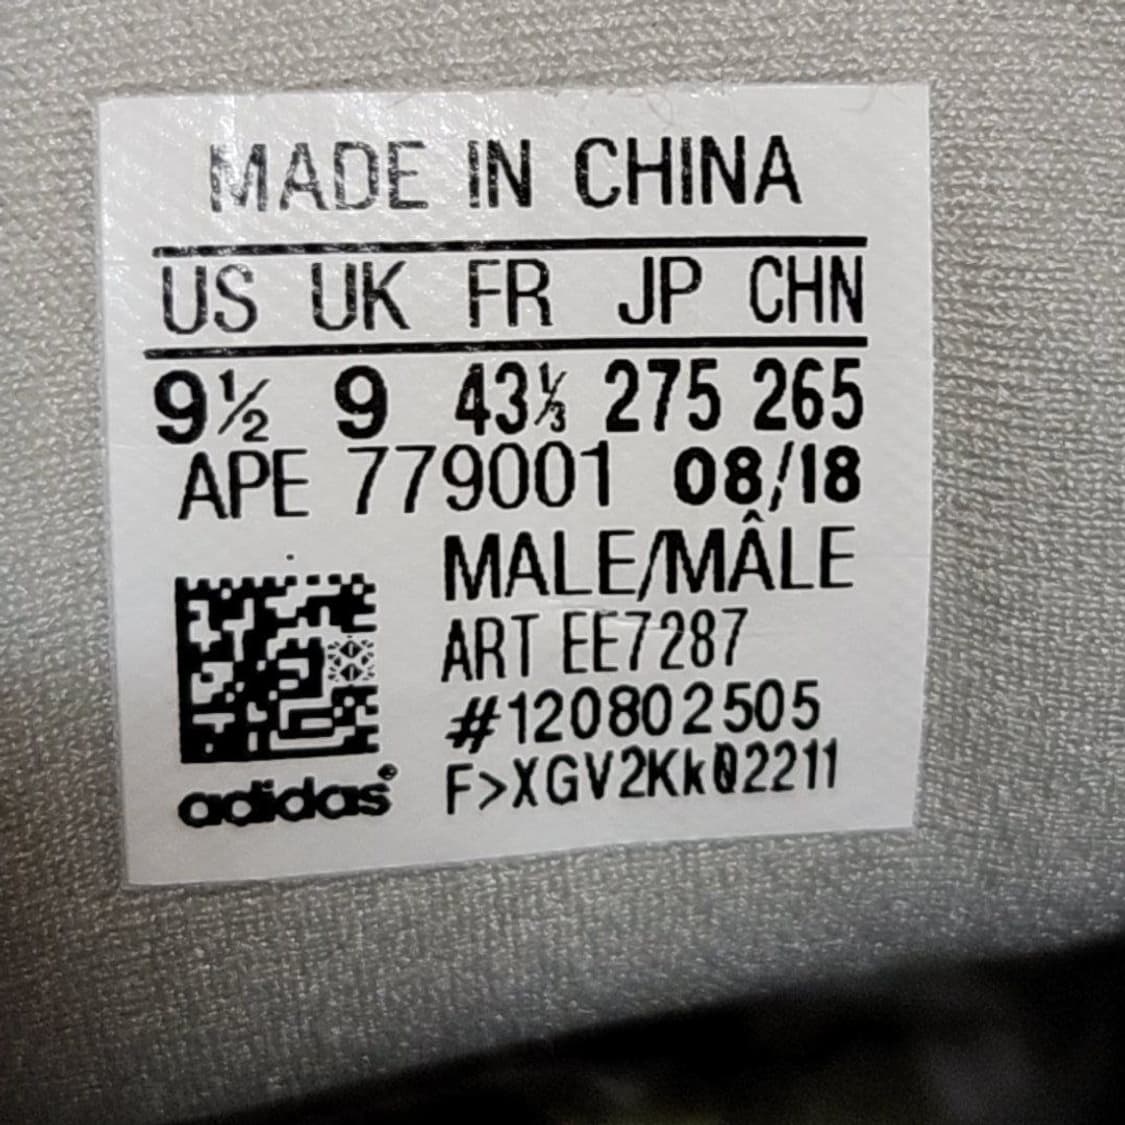 MADE IN CHINA
US UK FR JP CHN
9½ 9 43⅓ 275 265
APE 779001 08/18
MALE/MÂLE
ART EE7287
#120802505
F>XGV2Kk02211
adidas®